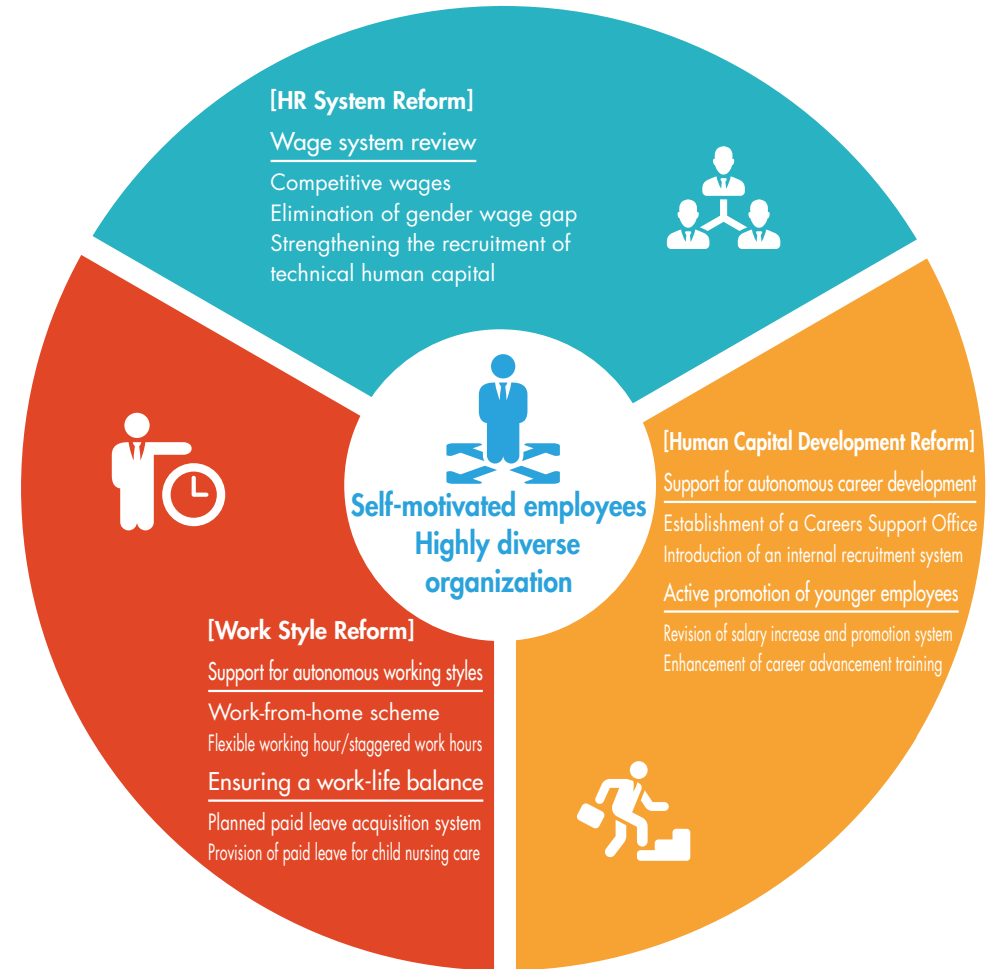 [HR System Reform]
Wage system review
Competitive wages
Elimination of gender wage gap
Strengthening the recruitment of
technical human capital
Self-motivated employees
Highly diverse
organization
[Human Capital Development Reform]
Support for autonomous career development
Establishment of a Careers Support Office
Introduction of an internal recruitment system
Active promotion of younger employees
Revision of salary increase and promotion system
Enhancement of career advancement training
[Work Style Reform]
Support for autonomous working styles
Work-from-home scheme
Flexible working hour/staggered work hours
Ensuring a work-life balance
Planned paid leave acquisition system
Provision of paid leave for child nursing care